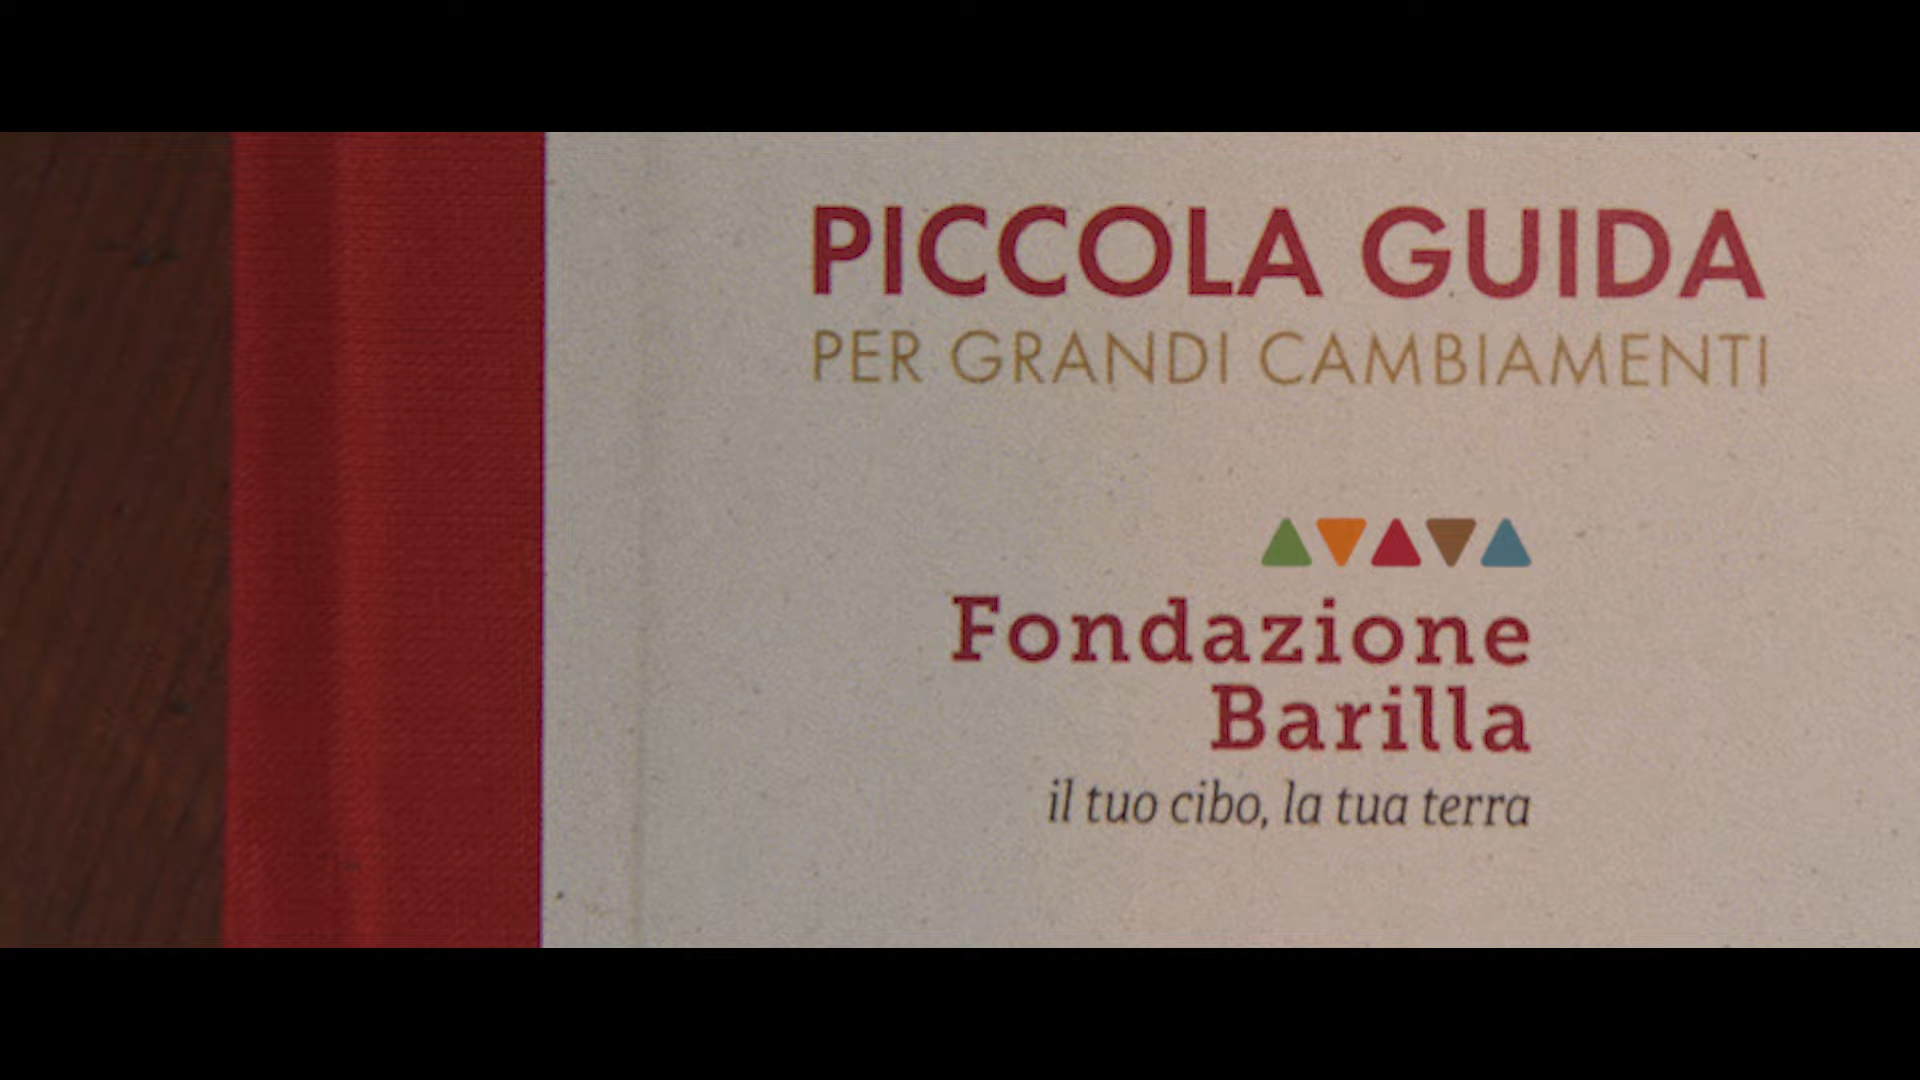 PICCOLA GUIDA
PER GRANDI CAMBIAMENTI
Fondazione
Barilla
il tuo cibo, la tua terra